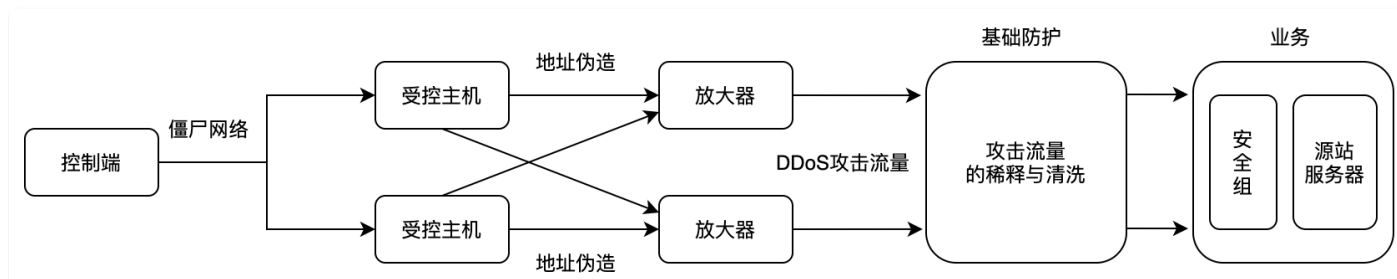 控制端
僵尸网络
受控主机
受控主机
地址伪造
地址伪造
放大器
放大器
DDoS攻击流量
基础防护
攻击流量
的稀释与清洗
业务
安
全
组
源站
服务器